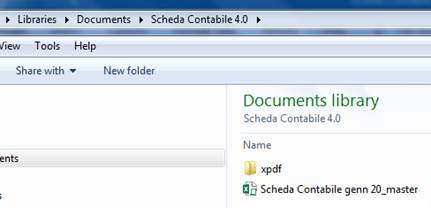 Libraries Documents Scheda Contabile 4.0
View Tools Help
Share with New folder
Documents library
Scheda Contabile 4.0
ents
Name
xpdf
Scheda Contabile genn 20_master
s